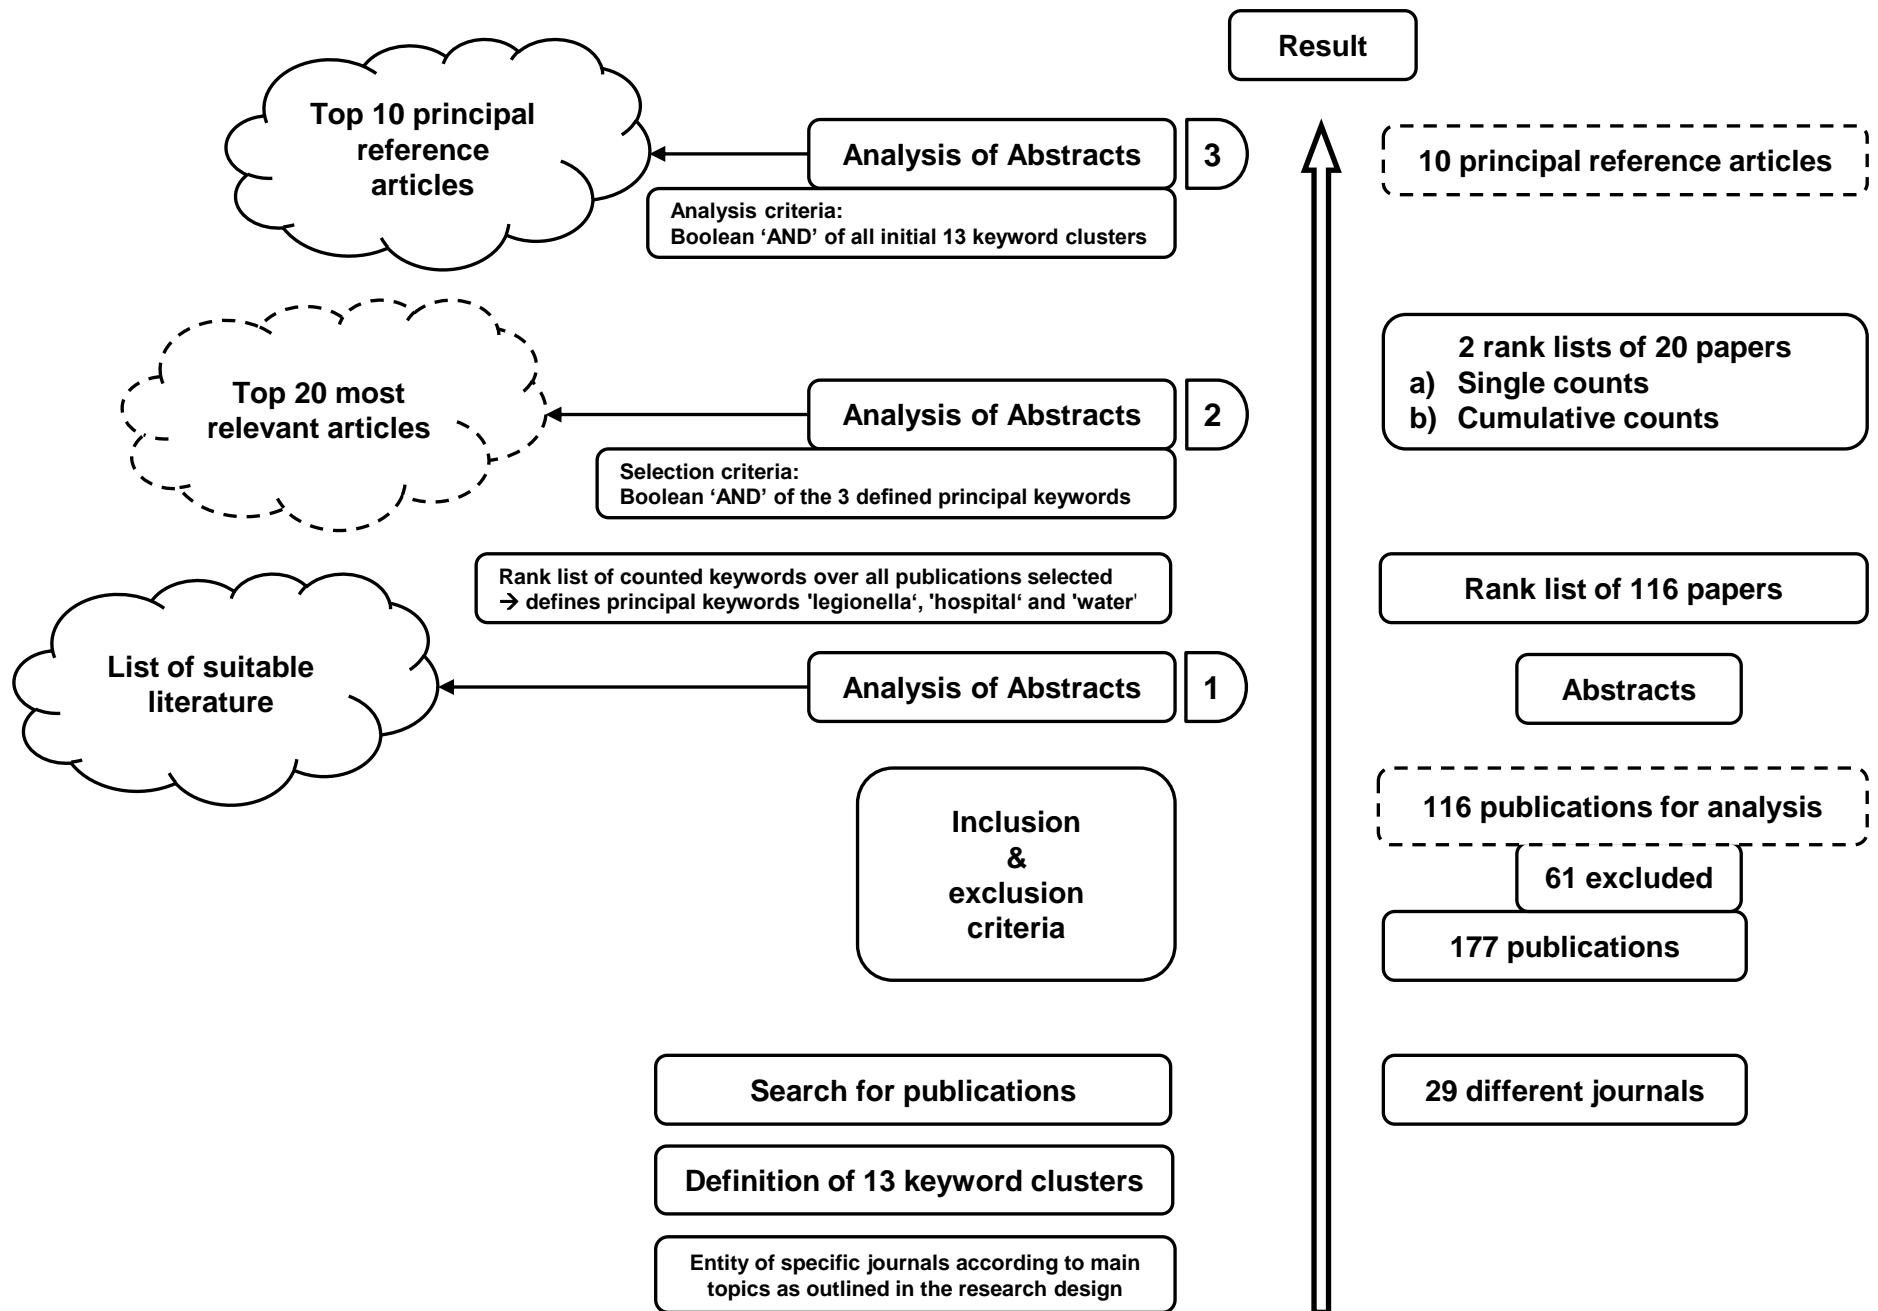 Result
Top 10 principal
reference
articles
Analysis of Abstracts
3
10 principal reference articles
Analysis criteria:
Boolean ‘AND’ of all initial 13 keyword clusters
Top 20 most
relevant articles
Analysis of Abstracts
2
2 rank lists of 20 papers
a) Single counts
b) Cumulative counts
Selection criteria:
Boolean ‘AND’ of the 3 defined principal keywords
Rank list of counted keywords over all publications selected
→ defines principal keywords 'legionella‘, 'hospital‘ and 'water'
Rank list of 116 papers
List of suitable
literature
Analysis of Abstracts
1
Abstracts
Inclusion
&
exclusion
criteria
116 publications for analysis
61 excluded
177 publications
Search for publications
29 different journals
Definition of 13 keyword clusters
Entity of specific journals according to main
topics as outlined in the research design